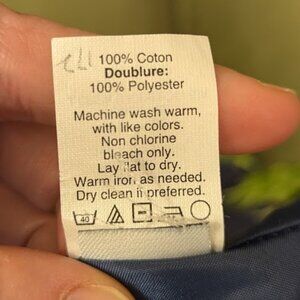 100% Coton
Doublure:
100% Polyester
Machine wash warm,
with like colors.
Non chlorine
bleach only.
Lay flat to dry.
Warm iron as needed.
Dry clean if preferred.
40